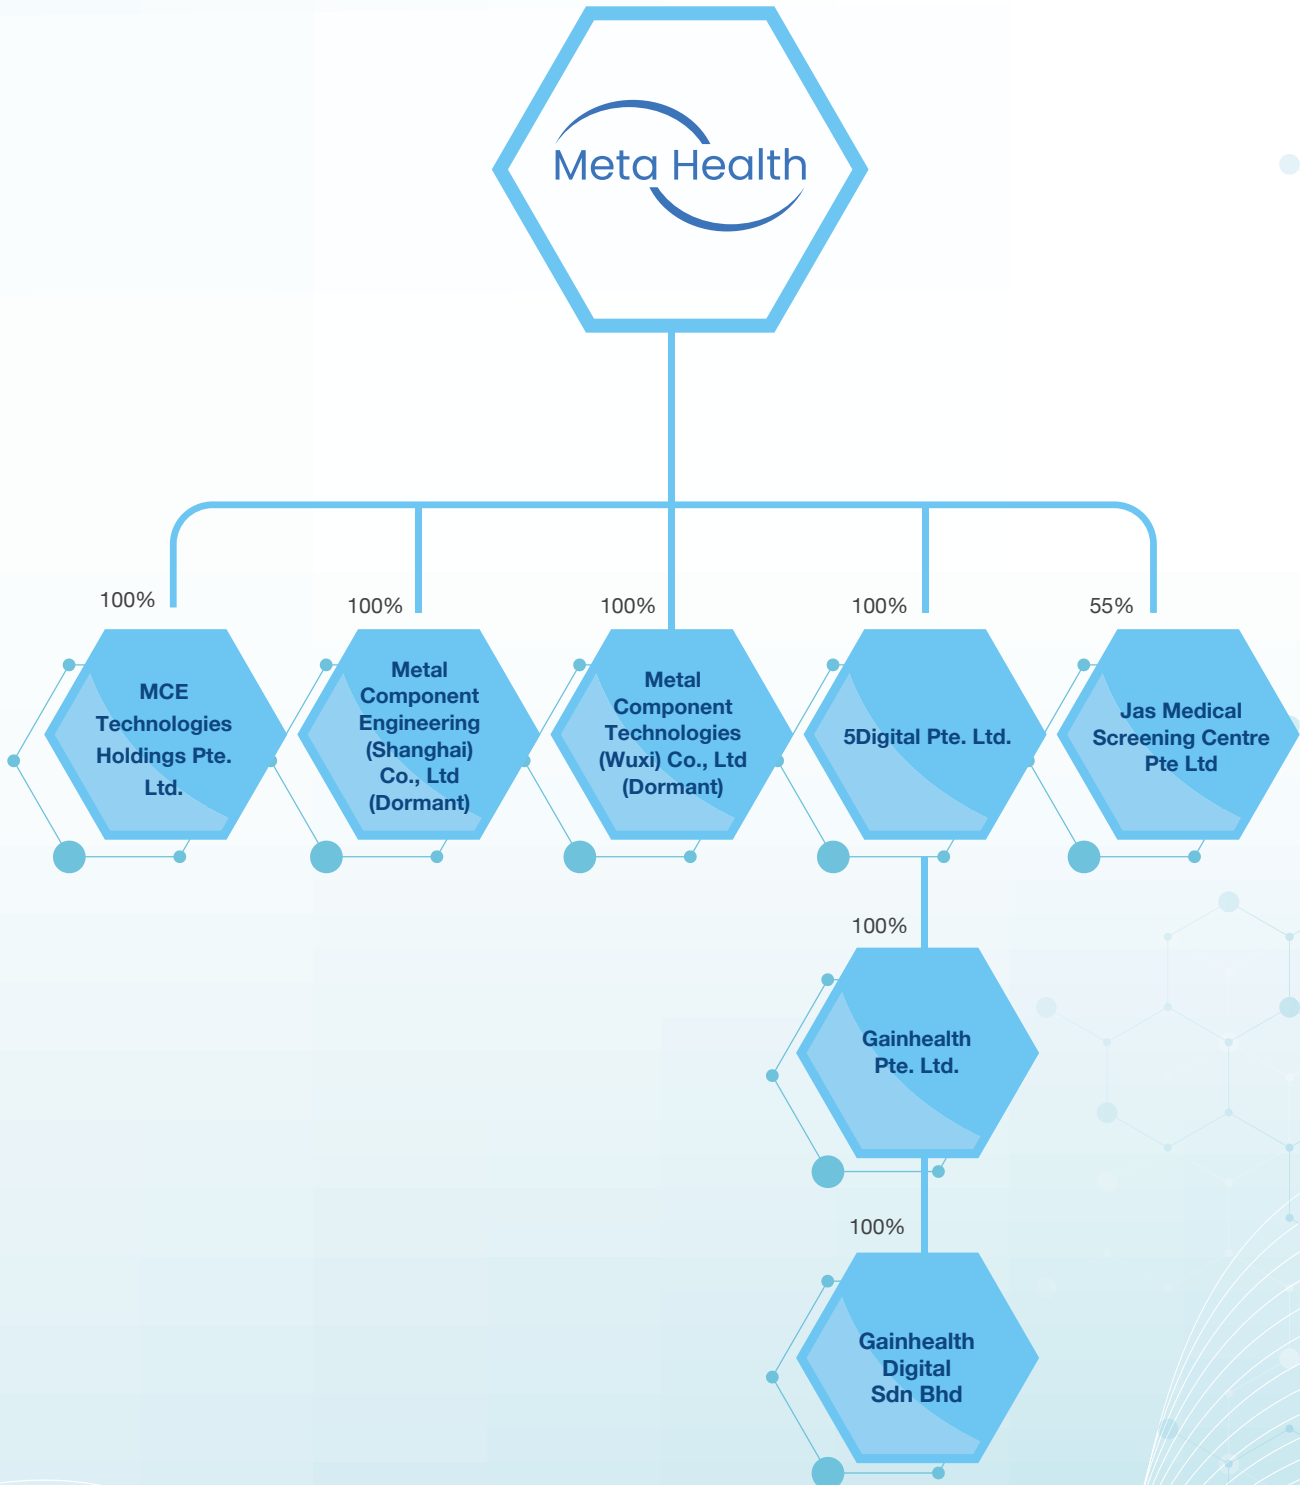 Meta Health
100%
MCE
Technologies
Holdings Pte.
Ltd.
100%
Metal
Component
Engineering
(Shanghai)
Co., Ltd
(Dormant)
100%
Metal
Component
Technologies
(Wuxi) Co., Ltd
(Dormant)
100%
5Digital Pte. Ltd.
55%
Jas Medical
Screening Centre
Pte Ltd
100%
Gainhealth
Pte. Ltd.
100%
Gainhealth
Digital
Sdn Bhd